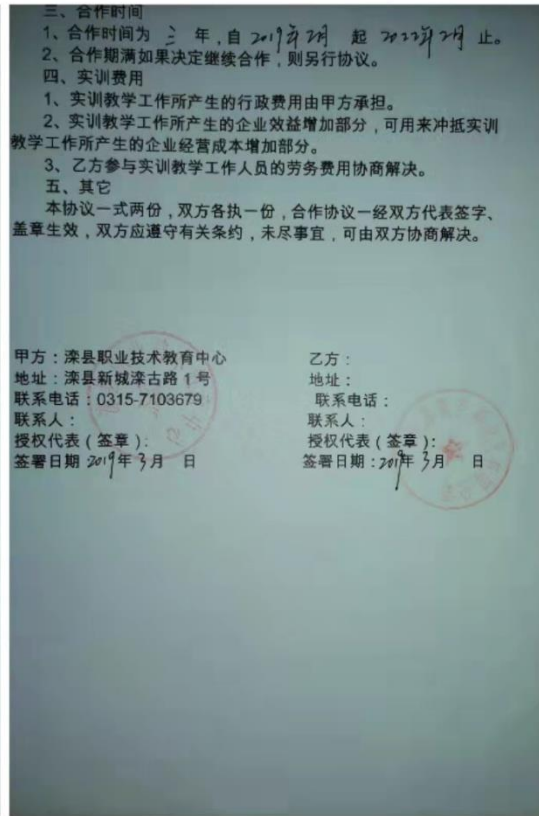 三、合作时间
1、合作时间为 三 年，自 2019年2月 起 2022年2月 止。
2、合作期满如果决定继续合作，则另行协议。
四、实训费用
1、实训教学工作所产生的行政费用由甲方承担。
2、实训教学工作所产生的企业效益增加部分，可用来冲抵实训
教学工作所产生的企业经营成本增加部分。
3、乙方参与实训教学工作人员的劳务费用协商解决。
五、其它
本协议一式两份，双方各执一份，合作协议一经双方代表签字、
盖章生效，双方应遵守有关条约，未尽事宜，可由双方协商解决。
甲方：滦县职业技术教育中心
地址：滦县新城滦古路1号
联系电话：0315-7103679
联系人：
授权代表（签章）：
签署日期 2019年3月 日
乙方：
地址：
联系电话：
联系人：
授权代表（签章）：
签署日期：2019年3月 日